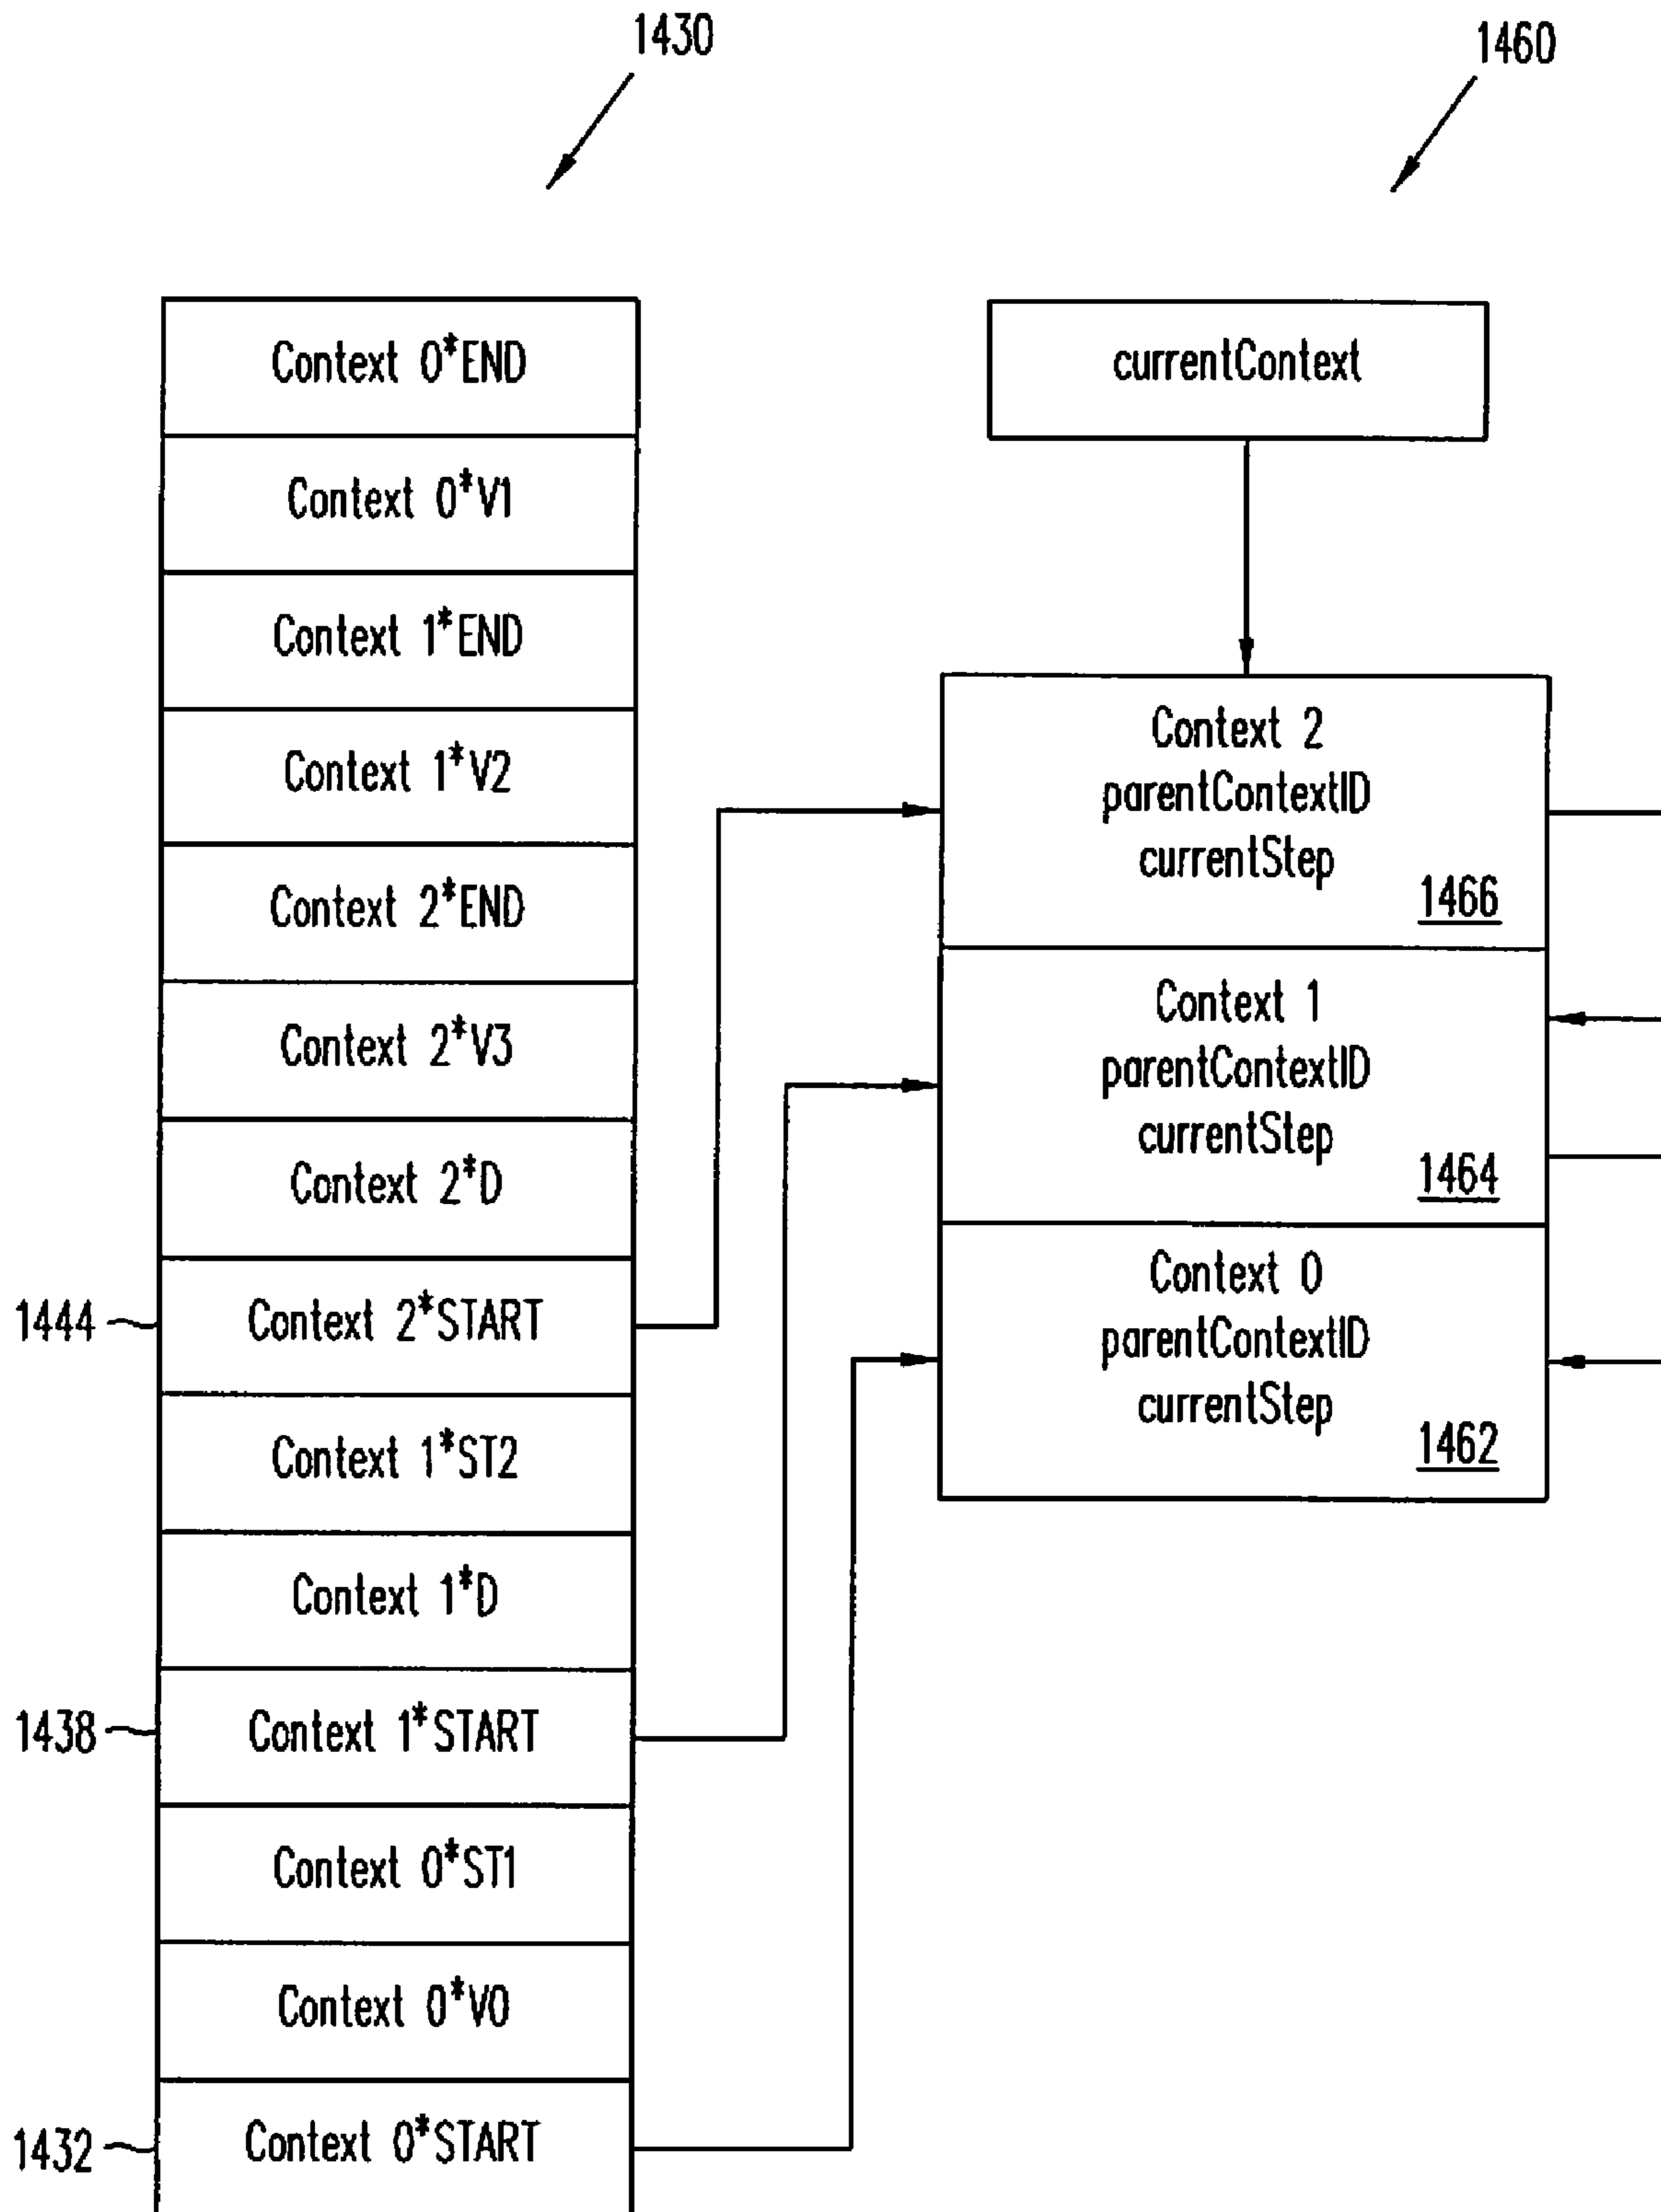 1430
1460
Context 0*END
Context 0*V1
Context 1*END
Context 1*V2
Context 2*END
Context 2*V3
Context 2*D
1444
Context 2*START
Context 1*ST2
Context 1*D
1438
Context 1*START
Context 0*ST1
Context 0*V0
1432
Context 0*START
currentContext
Context 2
parentContextID
currentStep
1466
Context 1
parentContextID
currentStep
1464
Context 0
parentContextID
currentStep
1462